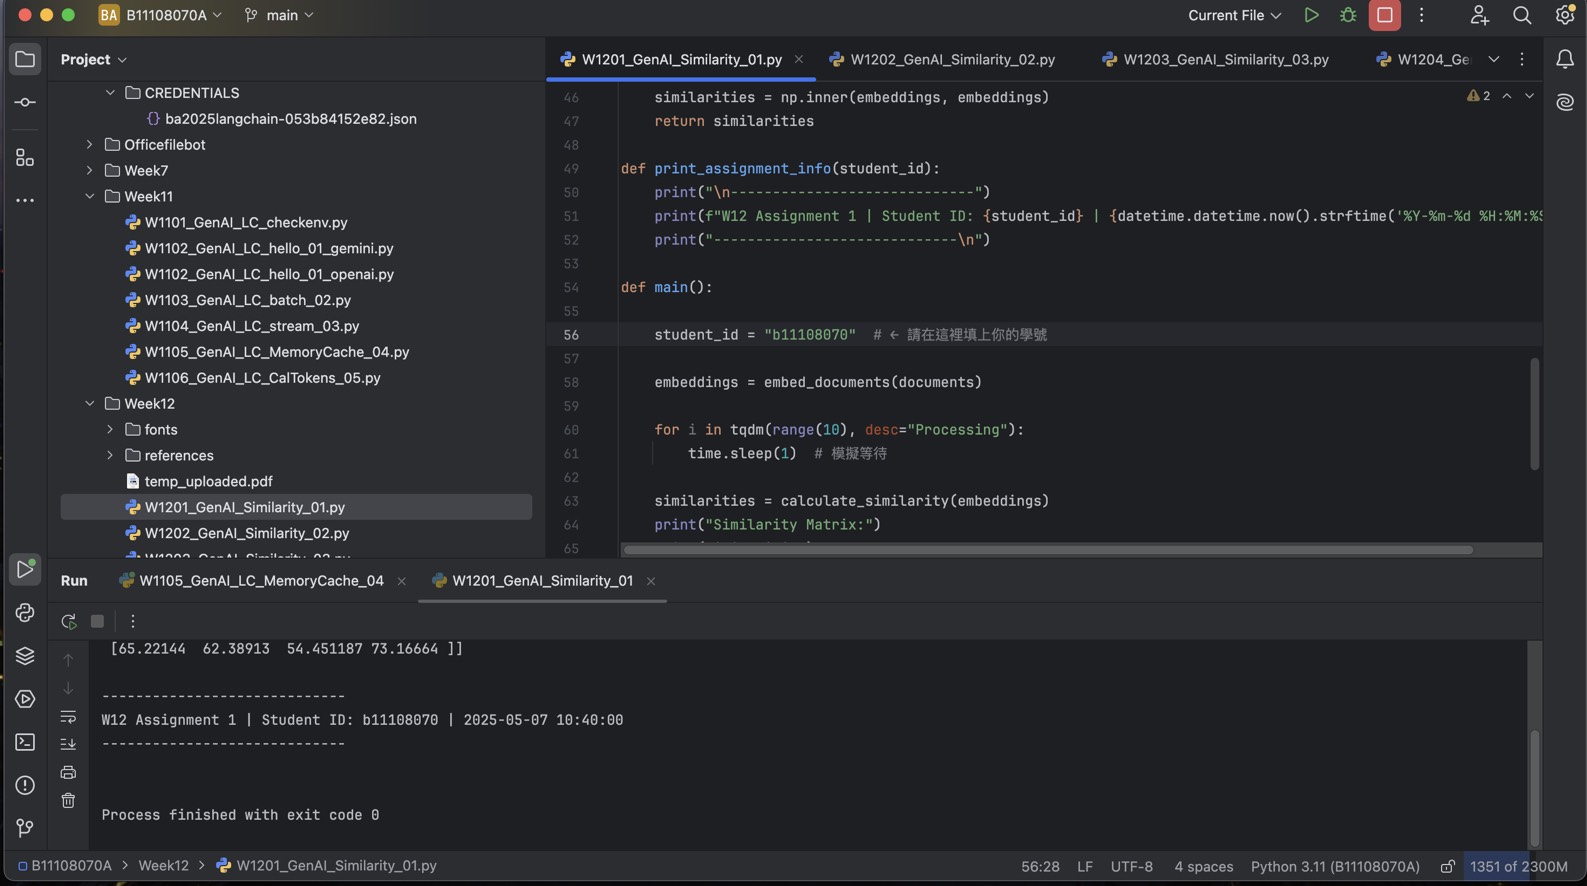 BA B11108070A main Current File
Project
CREDENTIALS
{} ba2025langchain-053b84152e82.json
Officefilebot
Week7
Week11
W1101_GenAI_LC_checkenv.py
W1102_GenAI_LC_hello_01_gemini.py
W1102_GenAI_LC_hello_01_openai.py
W1103_GenAI_LC_batch_02.py
W1104_GenAI_LC_stream_03.py
W1105_GenAI_LC_MemoryCache_04.py
W1106_GenAI_LC_CalTokens_05.py
Week12
fonts
references
temp_uploaded.pdf
W1201_GenAI_Similarity_01.py
W1202_GenAI_Similarity_02.py
W1201_GenAI_Similarity_01.py W1202_GenAI_Similarity_02.py W1203_GenAI_Similarity_03.py W1204_Ge
2
46 similarities = np.inner(embeddings, embeddings)
47 return similarities
48
49 def print_assignment_info(student_id):
50 print("\n-----------------------------")
51 print(f"W12 Assignment 1 | Student ID: {student_id} | {datetime.datetime.now().strftime('%Y-%m-%d %H:%M:%S
52 print("-----------------------------\n")
53
54 def main():
55
56 student_id = "b11108070" # ← 請在這裡填上你的學號
57
58 embeddings = embed_documents(documents)
59
60 for i in tqdm(range(10), desc="Processing"):
61 time.sleep(1) # 模擬等待
62
63 similarities = calculate_similarity(embeddings)
64 print("Similarity Matrix:")
65
Run W1105_GenAI_LC_MemoryCache_04 W1201_GenAI_Similarity_01
[65.22144 62.38913 54.451187 73.16664 ]]
-----------------------------
W12 Assignment 1 | Student ID: b11108070 | 2025-05-07 10:40:00
-----------------------------
Process finished with exit code 0
B11108070A > Week12 > W1201_GenAI_Similarity_01.py 56:28 LF UTF-8 4 spaces Python 3.11 (B11108070A) 1351 of 2300M